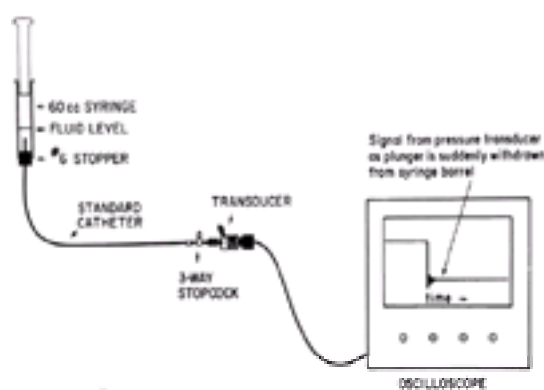 60 cc SYRINGE
FLUID LEVEL
#6 STOPPER
STANDARD
CATHETER
TRANSDUCER
3-WAY
STOPCOCK
Signal from pressure transducer
as plunger is suddenly withdrawn
from syringe barrel
time
OSCILLOSCOPE